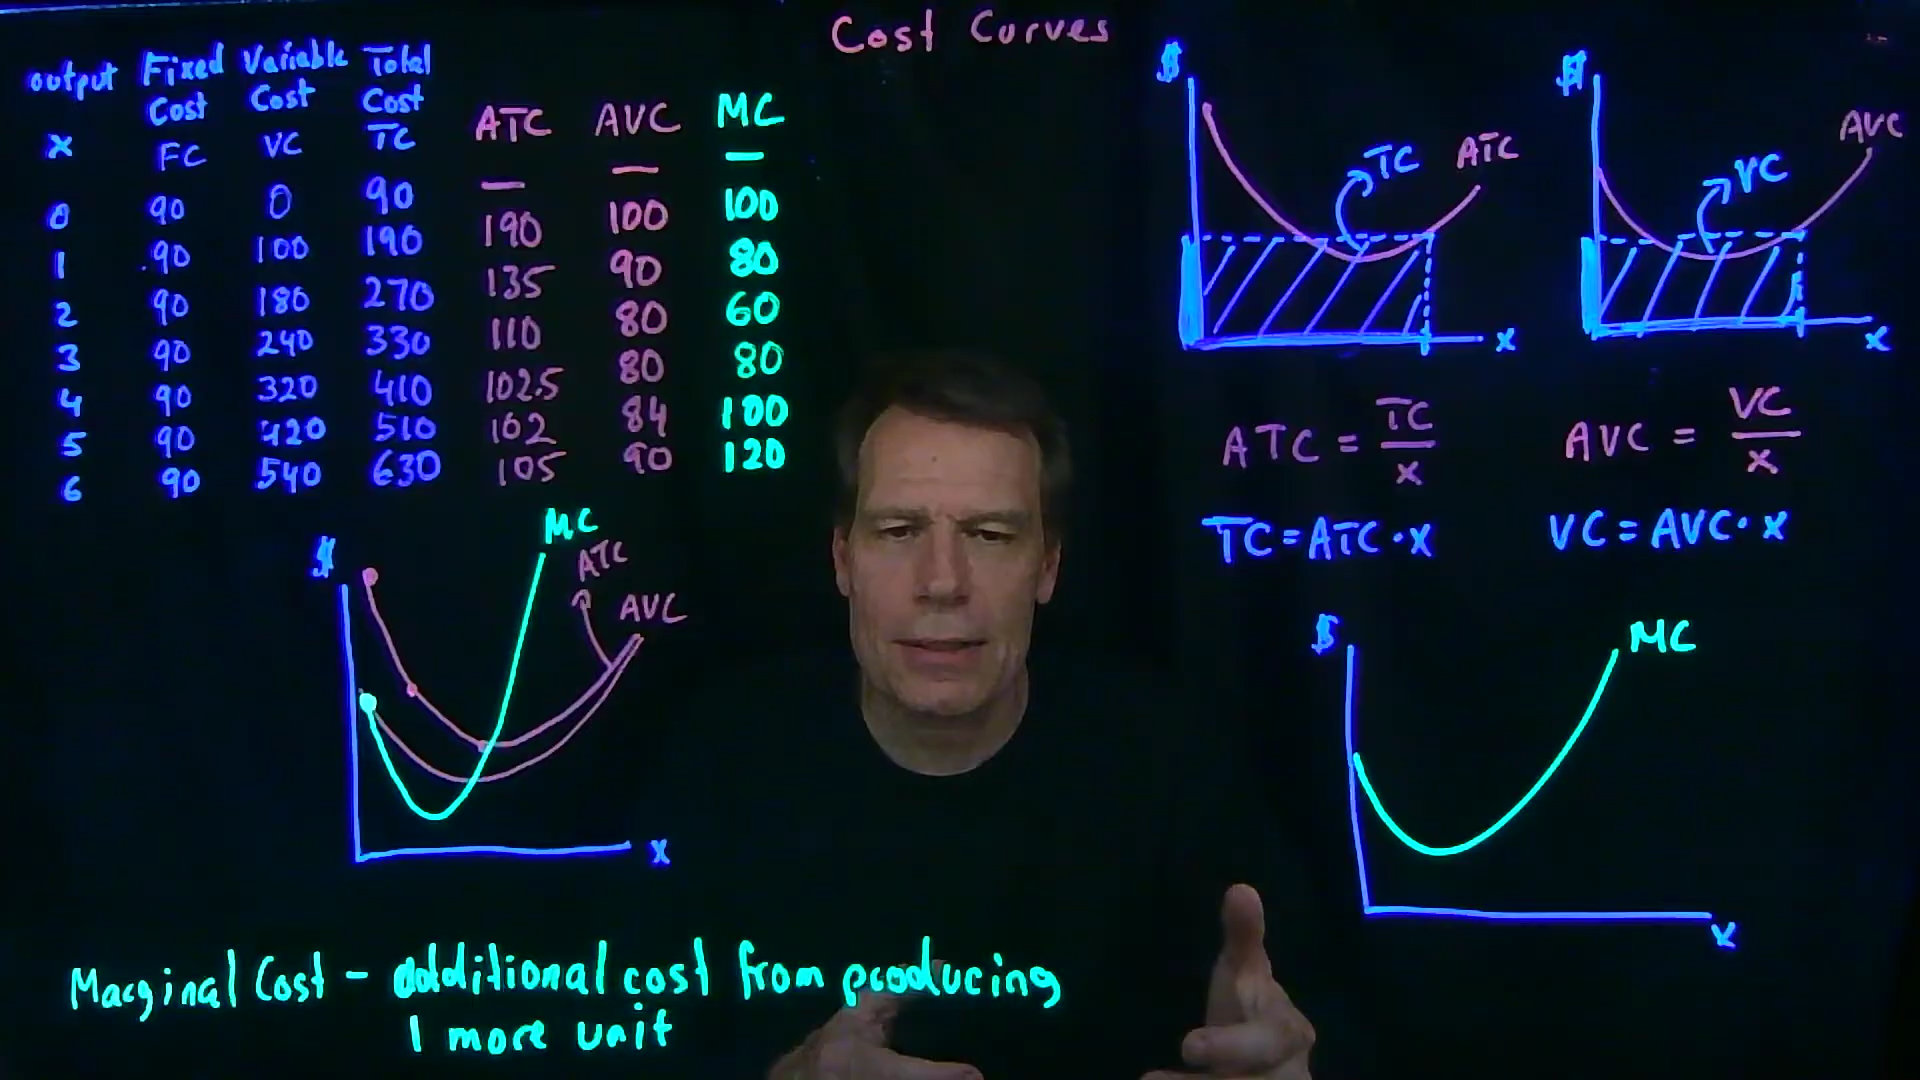 Cost Curves
output Fixed Variable Total
Cost Cost Cost ATC AVC MC
x FC VC TC — — —
0 90 0 90
1 90 100 190 190 100 100
2 90 180 270 135 90 80
3 90 240 330 110 80 60
4 90 320 410 102.5 80 80
5 90 420 510 102 84 100
6 90 540 630 105 90 120
$ TC ATC x
$ VC AVC x
ATC = TC/x
AVC = VC/x
TC = ATC · x
VC = AVC · x
$ MC ATC AVC x
$ MC x
Marginal Cost - additional cost from producing
1 more unit